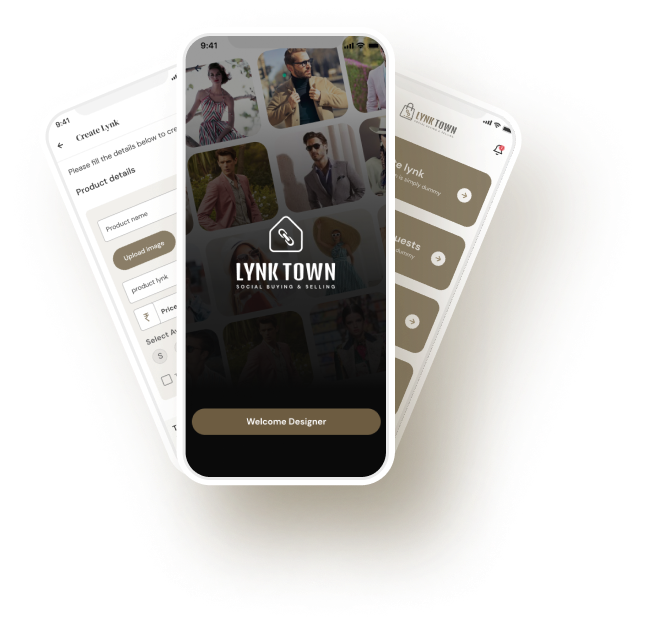 9:41
Create Lynk
Please fill the details below to cre
Product details
Product name
Upload Image
product lynk
₹ Price
Select Av
S
9:41
LYNK TOWN
SOCIAL BUYING & SELLING
Welcome Designer
LYNK TOWN
e lynk
is simply dummy
uests
dummy